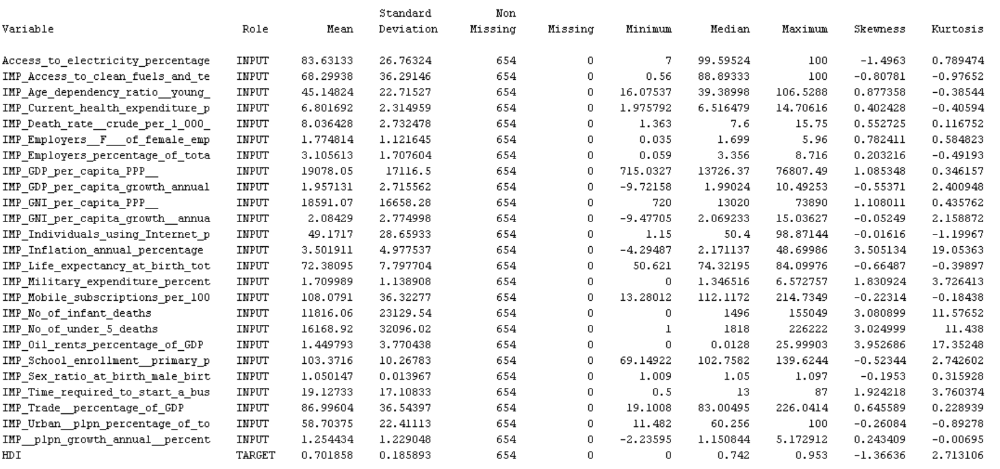 Standard Non
Variable Role Mean Deviation Missing Missing Minimum Median Maximum Skewness Kurtosis
Access_to_electricity_percentage INPUT 83.63133 26.76324 654 0 7 99.59524 100 -1.4963 0.789474
IMP_Access_to_clean_fuels_and_te INPUT 68.29938 36.29146 654 0 0.56 88.89333 100 -0.80781 -0.97652
IMP_Age_dependency_ratio__young_ INPUT 45.14824 22.71527 654 0 16.07537 39.38998 106.5288 0.877358 -0.38544
IMP_Current_health_expenditure_p INPUT 6.801692 2.314959 654 0 1.975792 6.516479 14.70616 0.402428 -0.40594
IMP_Death_rate__crude_per_1_000_ INPUT 8.036428 2.732478 654 0 1.363 7.6 15.75 0.552725 0.116752
IMP_Employers__F___of_female_emp INPUT 1.774814 1.121645 654 0 0.035 1.699 5.96 0.782411 0.584823
IMP_Employers_percentage_of_tota INPUT 3.105613 1.707604 654 0 0.059 3.356 8.716 0.203216 -0.49193
IMP_GDP_per_capita_PPP__ INPUT 19078.05 17116.5 654 0 715.0327 13726.37 76807.49 1.085348 0.346157
IMP_GDP_per_capita_growth_annual INPUT 1.957131 2.715562 654 0 -9.72158 1.99024 10.49253 -0.55371 2.400948
IMP_GNI_per_capita_PPP__ INPUT 18591.07 16658.28 654 0 720 13020 73890 1.108011 0.435762
IMP_GNI_per_capita_growth__annua INPUT 2.08429 2.774998 654 0 -9.47705 2.069233 15.03627 -0.05249 2.158872
IMP_Individuals_using_Internet_p INPUT 49.1717 28.65933 654 0 1.15 50.4 98.87144 -0.01616 -1.19967
IMP_Inflation_annual_percentage INPUT 3.501911 4.977537 654 0 -4.29487 2.171137 48.69986 3.505134 19.05363
IMP_Life_expectancy_at_birth_tot INPUT 72.38095 7.797704 654 0 50.621 74.32195 84.09976 -0.66487 -0.39897
IMP_Military_expenditure_percent INPUT 1.709989 1.138908 654 0 0 1.346516 6.572757 1.830924 3.726413
IMP_Mobile_subscriptions_per_100 INPUT 108.0791 36.32277 654 0 13.28012 112.1172 214.7349 -0.22314 -0.18438
IMP_No_of_infant_deaths INPUT 11816.06 23129.54 654 0 0 1496 155049 3.080899 11.57652
IMP_No_of_under_5_deaths INPUT 16168.92 32096.02 654 0 1 1818 226222 3.024999 11.438
IMP_Oil_rents_percentage_of_GDP INPUT 1.449793 3.770438 654 0 0 0.0128 25.99903 3.952686 17.35248
IMP_School_enrollment__primary_p INPUT 103.3716 10.26783 654 0 69.14922 102.7582 139.6244 -0.52344 2.742602
IMP_Sex_ratio_at_birth_male_birt INPUT 1.050147 0.013967 654 0 1.009 1.05 1.097 -0.1953 0.315928
IMP_Time_required_to_start_a_bus INPUT 19.12733 17.10833 654 0 0.5 13 87 1.924218 3.760374
IMP_Trade__percentage_of_GDP INPUT 86.99604 36.54397 654 0 19.1008 83.00495 226.0414 0.645589 0.228939
IMP_Urban__plpn_percentage_of_to INPUT 58.70375 22.41113 654 0 11.482 60.256 100 -0.26084 -0.89278
IMP__plpn_growth_annual__percent INPUT 1.254434 1.229048 654 0 -2.23595 1.150844 5.172912 0.243409 -0.00695
HDI TARGET 0.701858 0.185893 654 0 0 0.742 0.953 -1.36636 2.713106